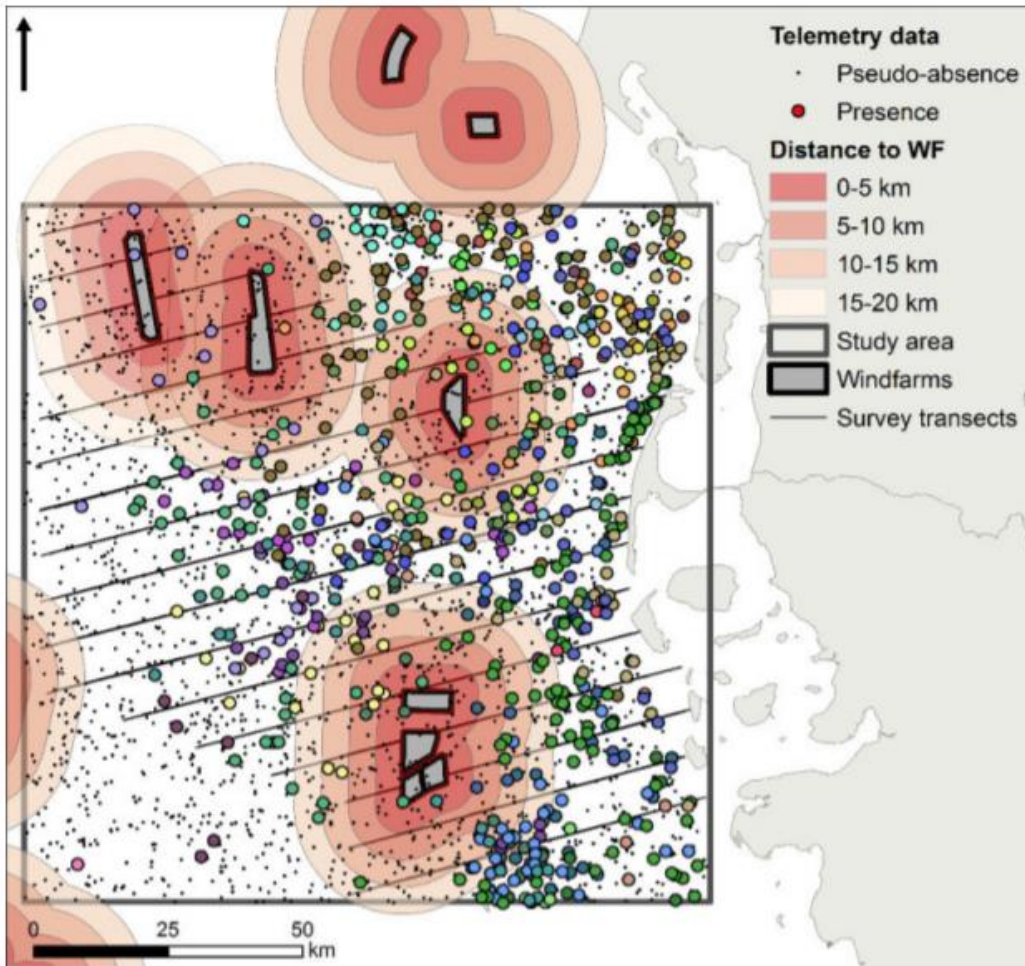 Telemetry data
Pseudo-absence
Presence
Distance to WF
0-5 km
5-10 km
10-15 km
15-20 km
Study area
Windfarms
Survey transects
0 25 50
km